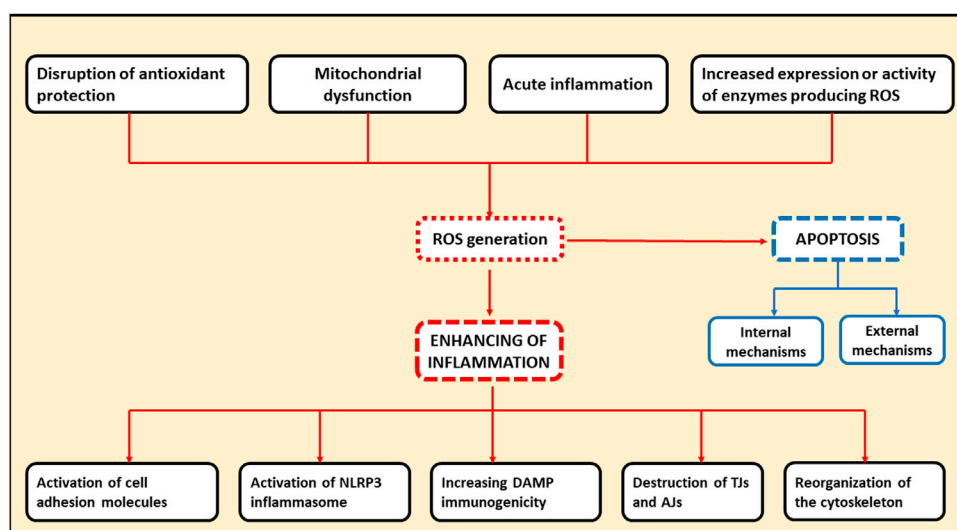 Disruption of antioxidant
protection
Mitochondrial
dysfunction
Acute inflammation
Increased expression or activity
of enzymes producing ROS
ROS generation
APOPTOSIS
Internal
mechanisms
External
mechanisms
ENHANCING OF
INFLAMMATION
Activation of cell
adhesion molecules
Activation of NLRP3
inflammasome
Increasing DAMP
immunogenicity
Destruction of TJs
and AJs
Reorganization of
the cytoskeleton